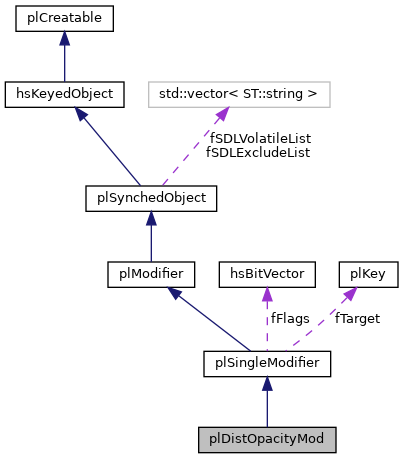 plCreatable
hsKeyedObject
std::vector< ST::string >
fSDLVolatileList
fSDLExcludeList
plSynchedObject
plModifier
hsBitVector
plKey
fFlags
fTarget
plSingleModifier
plDistOpacityMod